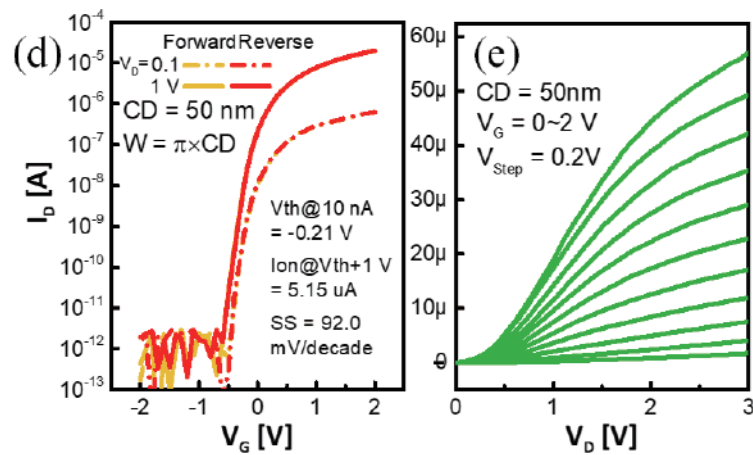 (d)
10⁻⁴
10⁻⁵
10⁻⁶
10⁻⁷
10⁻⁸
10⁻⁹
10⁻¹⁰
10⁻¹¹
10⁻¹²
10⁻¹³
I_D [A]
Forward Reverse
V_D= 0.1
1 V
CD = 50 nm
W = π×CD
Vth@10 nA
= -0.21 V
Ion@Vth+1 V
= 5.15 uA
SS = 92.0
mV/decade
-2 -1 0 1 2
V_G [V]
(e)
60μ
50μ
40μ
30μ
20μ
10μ
0
CD = 50nm
V_G = 0~2 V
V_Step = 0.2V
0 1 2 3
V_D [V]